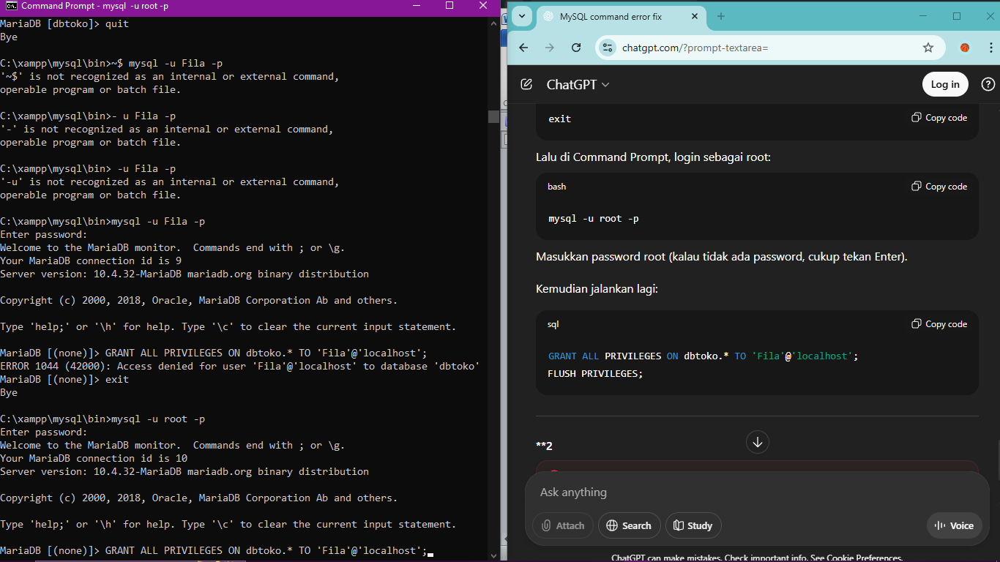 Command Prompt - mysql -u root -p
MariaDB [dbtoko]> quit
Bye
C:\xampp\mysql\bin>~$ mysql -u Fila -p
'~$' is not recognized as an internal or external command,
operable program or batch file.
C:\xampp\mysql\bin>- u Fila -p
'-' is not recognized as an internal or external command,
operable program or batch file.
C:\xampp\mysql\bin> -u Fila -p
'-u' is not recognized as an internal or external command,
operable program or batch file.
C:\xampp\mysql\bin>mysql -u Fila -p
Enter password:
Welcome to the MariaDB monitor.  Commands end with ; or \g.
Your MariaDB connection id is 9
Server version: 10.4.32-MariaDB mariadb.org binary distribution
Copyright (c) 2000, 2018, Oracle, MariaDB Corporation Ab and others.
Type 'help;' or '\h' for help. Type '\c' to clear the current input statement.
MariaDB [(none)]> GRANT ALL PRIVILEGES ON dbtoko.* TO 'Fila'@'localhost';
ERROR 1044 (42000): Access denied for user 'Fila'@'localhost' to database 'dbtoko'
MariaDB [(none)]> exit
Bye
C:\xampp\mysql\bin>mysql -u root -p
Enter password:
Welcome to the MariaDB monitor.  Commands end with ; or \g.
Your MariaDB connection id is 10
Server version: 10.4.32-MariaDB mariadb.org binary distribution
Copyright (c) 2000, 2018, Oracle, MariaDB Corporation Ab and others.
Type 'help;' or '\h' for help. Type '\c' to clear the current input statement.
MariaDB [(none)]> GRANT ALL PRIVILEGES ON dbtoko.* TO 'Fila'@'localhost';
MySQL command error fix
chatgpt.com/?prompt-textarea=
ChatGPT
Log in
exit
Copy code
Lalu di Command Prompt, login sebagai root:
bash
Copy code
mysql -u root -p
Masukkan password root (kalau tidak ada password, cukup tekan Enter).
Kemudian jalankan lagi:
sql
Copy code
GRANT ALL PRIVILEGES ON dbtoko.* TO 'Fila'@'localhost';
FLUSH PRIVILEGES;
**2
Ask anything
Attach
Search
Study
Voice
ChatGPT can make mistakes. Check important info. See Cookie Preferences.